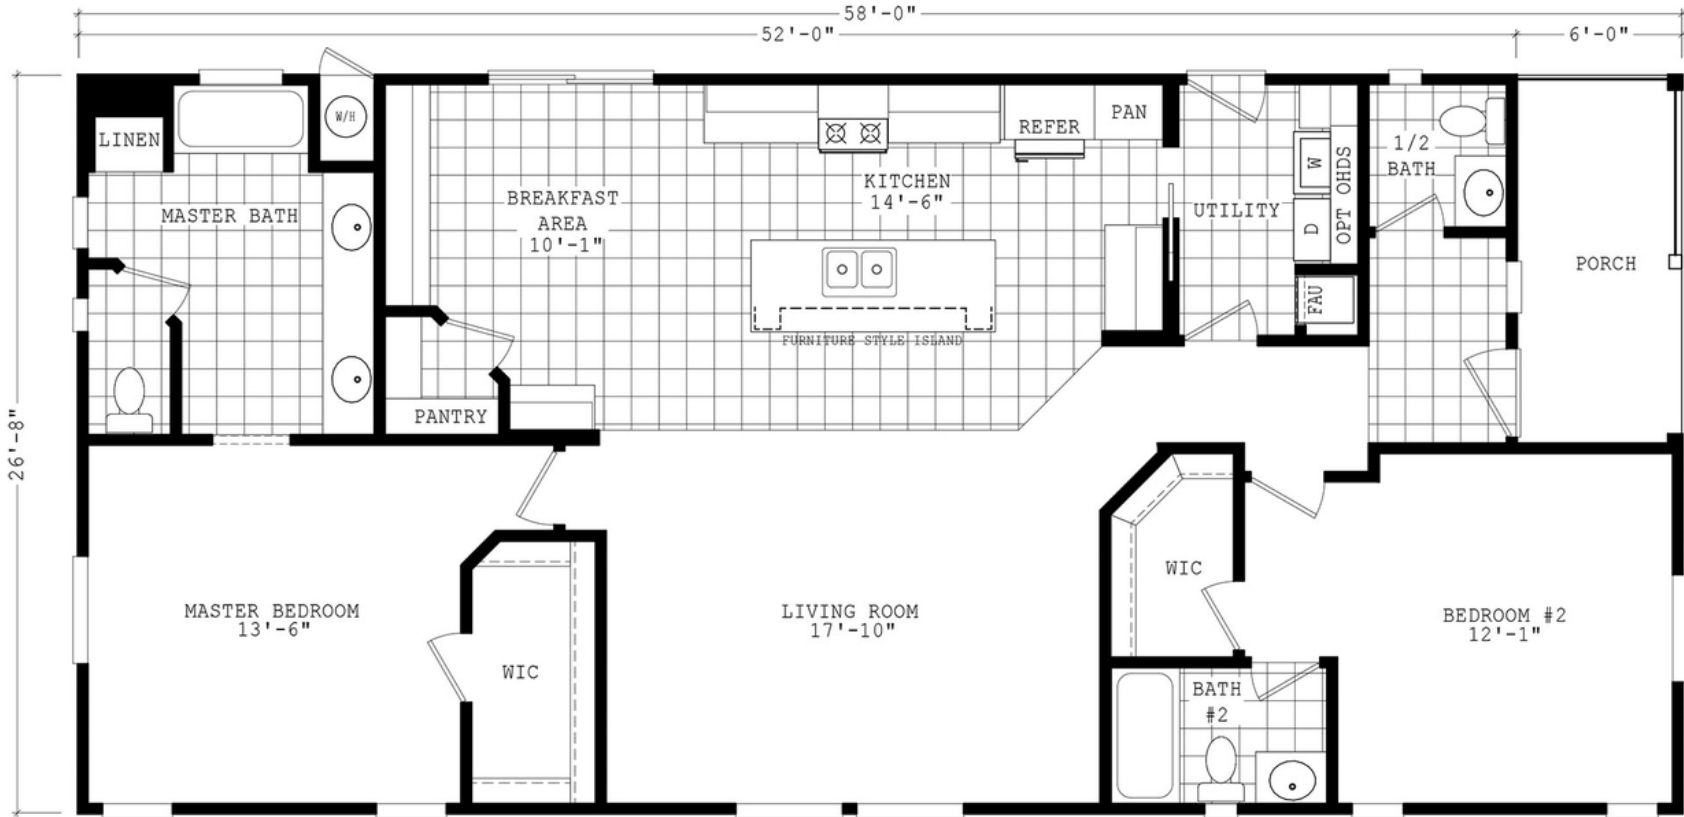 58'-0"
52'-0"
6'-0"
26'-8"
LINEN
W/H
MASTER BATH
BREAKFAST
AREA
10'-1"
KITCHEN
14'-6"
REFER
PAN
UTILITY
W
D
OPT OHDS
FAU
1/2
BATH
PORCH
FURNITURE STYLE ISLAND
PANTRY
MASTER BEDROOM
13'-6"
WIC
LIVING ROOM
17'-10"
WIC
BATH
#2
BEDROOM #2
12'-1"